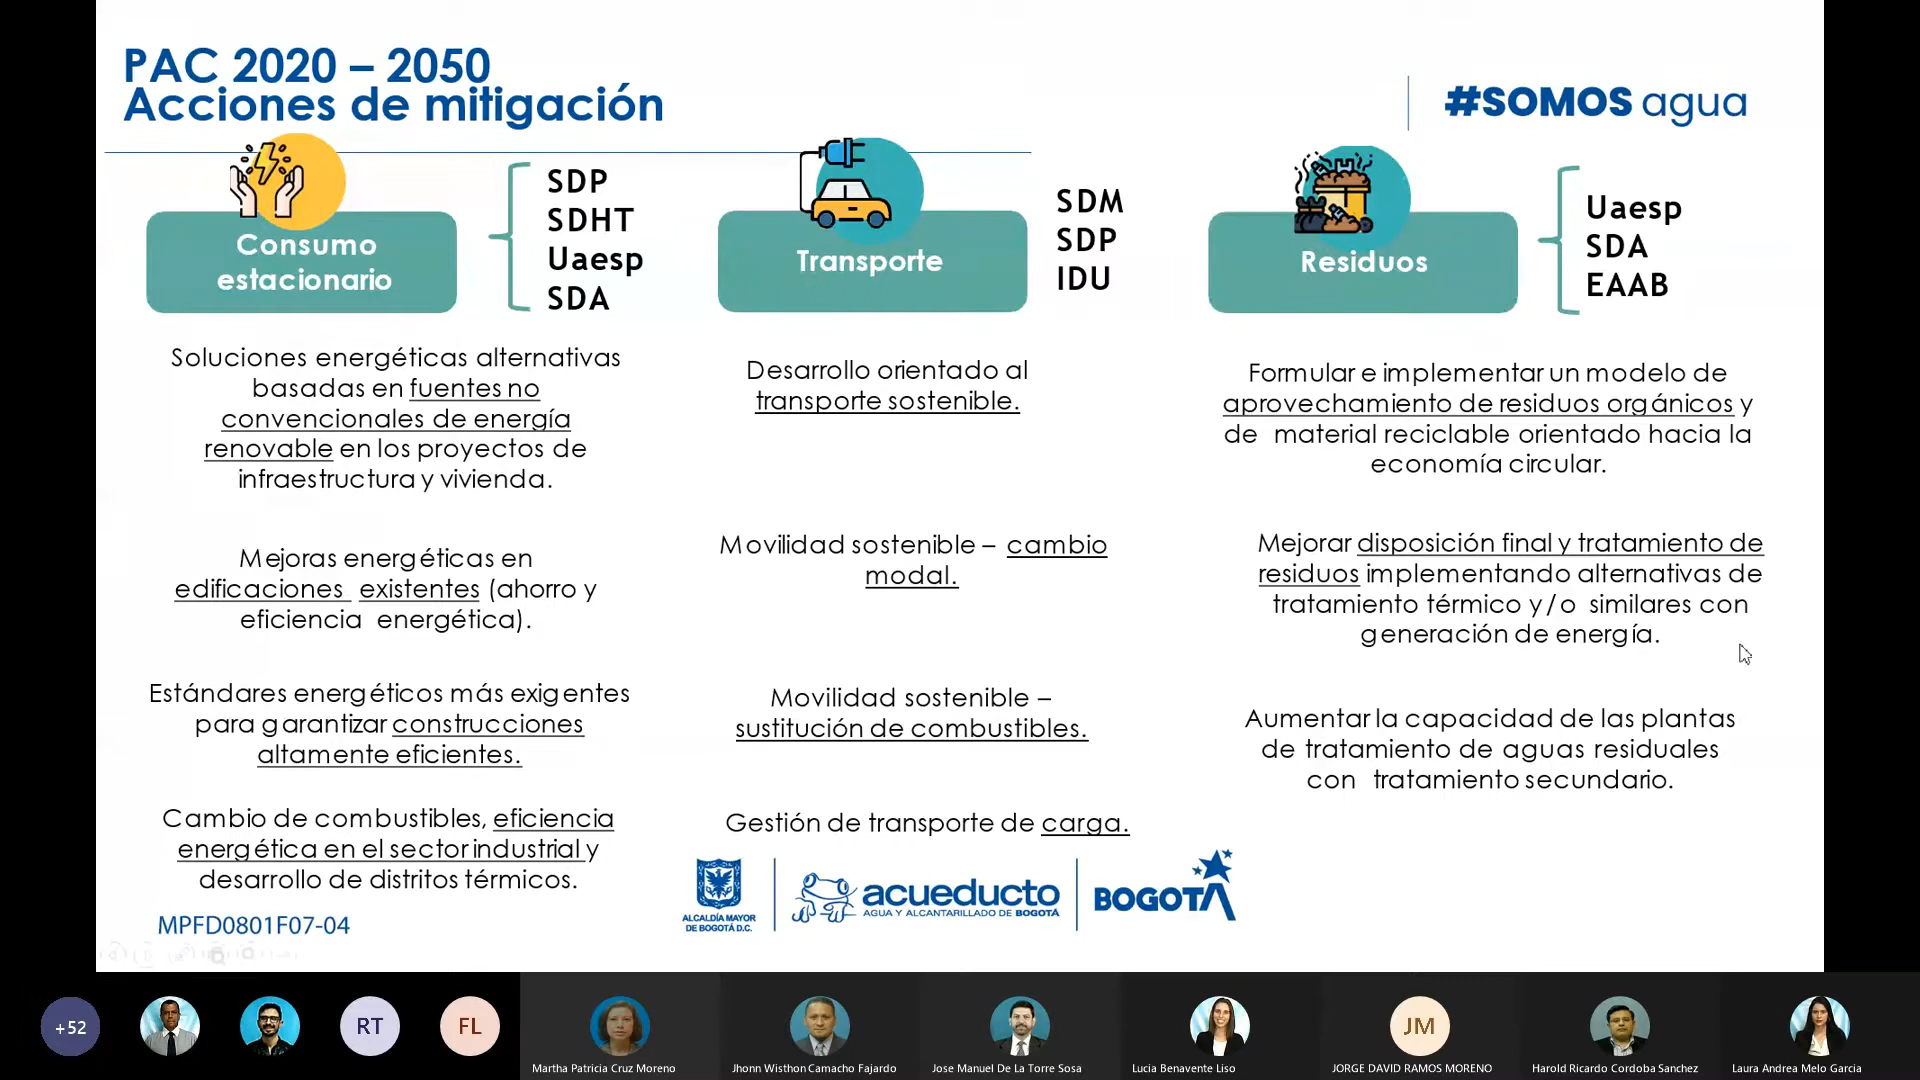 PAC 2020 – 2050
Acciones de mitigación
#SOMOS agua
Consumo
estacionario
SDP
SDHT
Uaesp
SDA
Soluciones energéticas alternativas
basadas en fuentes no
convencionales de energía
renovable en los proyectos de
infraestructura y vivienda.
Mejoras energéticas en
edificaciones existentes (ahorro y
eficiencia energética).
Estándares energéticos más exigentes
para garantizar construcciones
altamente eficientes.
Cambio de combustibles, eficiencia
energética en el sector industrial y
desarrollo de distritos térmicos.
Transporte
SDM
SDP
IDU
Desarrollo orientado al
transporte sostenible.
Movilidad sostenible – cambio
modal.
Movilidad sostenible –
sustitución de combustibles.
Gestión de transporte de carga.
Residuos
Uaesp
SDA
EAAB
Formular e implementar un modelo de
aprovechamiento de residuos orgánicos y
de material reciclable orientado hacia la
economía circular.
Mejorar disposición final y tratamiento de
residuos implementando alternativas de
tratamiento térmico y/o similares con
generación de energía.
Aumentar la capacidad de las plantas
de tratamiento de aguas residuales
con tratamiento secundario.
MPFD0801F07-04
ALCALDÍA MAYOR
DE BOGOTÁ D.C.
acueducto
AGUA Y ALCANTARILLADO DE BOGOTÁ
BOGOTÁ
+52
RT
FL
JM
Martha Patricia Cruz Moreno
Jhonn Wisthon Camacho Fajardo
Jose Manuel De La Torre Sosa
Lucia Benavente Liso
JORGE DAVID RAMOS MORENO
Harold Ricardo Cordoba Sanchez
Laura Andrea Melo Garcia